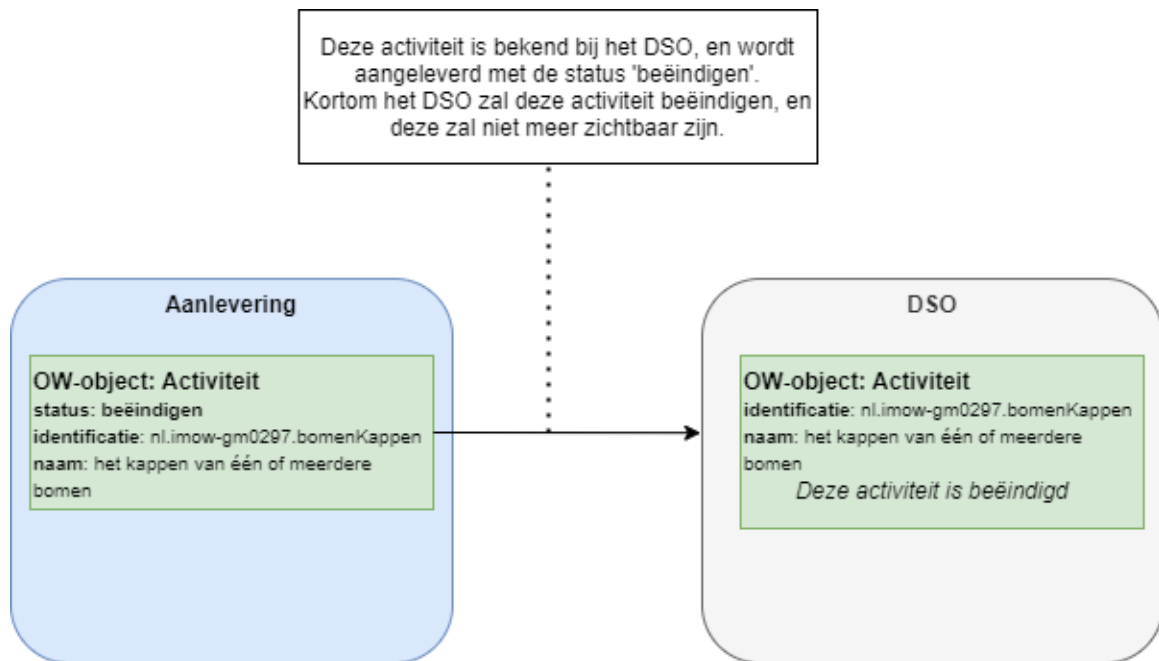 Deze activiteit is bekend bij het DSO, en wordt
aangeleverd met de status 'beëindigen'.
Kortom het DSO zal deze activiteit beëindigen, en
deze zal niet meer zichtbaar zijn.
Aanlevering
OW-object: Activiteit
status: beëindigen
identificatie: nl.imow-gm0297.bomenKappen
naam: het kappen van één of meerdere
bomen
DSO
OW-object: Activiteit
identificatie: nl.imow-gm0297.bomenKappen
naam: het kappen van één of meerdere
bomen
Deze activiteit is beëindigd